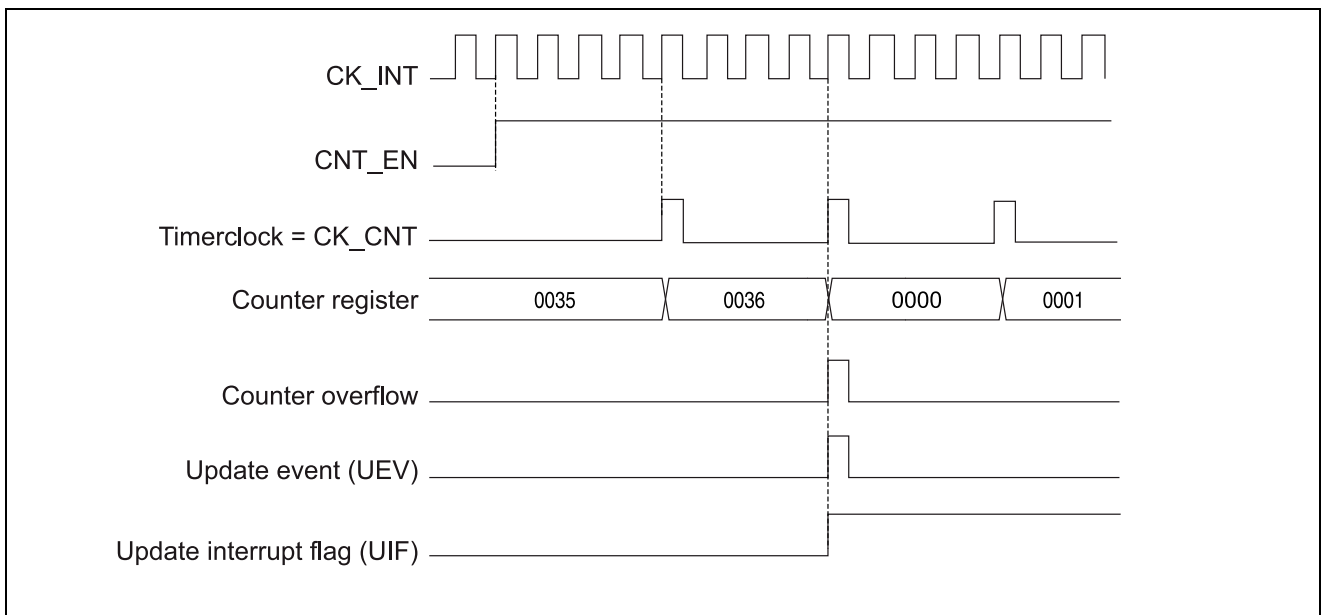 CK_INT
CNT_EN
Timerclock = CK_CNT
Counter register 0035 0036 0000 0001
Counter overflow
Update event (UEV)
Update interrupt flag (UIF)